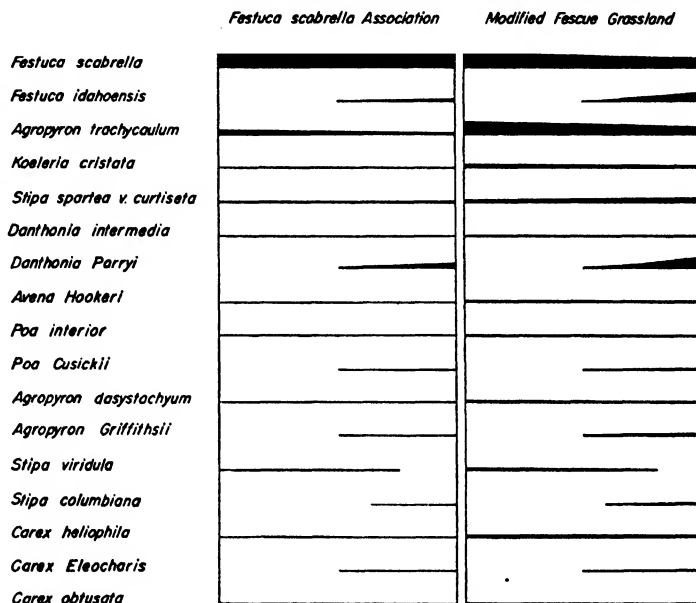 Festuca scabrella Association Modified Fescue Grassland
Festuca scabrella
Festuca idahoensis
Agropyron trachycaulum
Koeleria cristata
Stipa spartea v. curtiseta
Danthonia intermedia
Danthonia Parryi
Avena Hookeri
Poa interior
Poa Cusickii
Agropyron dasystachyum
Agropyron Griffithsii
Stipa viridula
Stipa columbiana
Carex heliophila
Carex Eleocharis
Carex obtusata